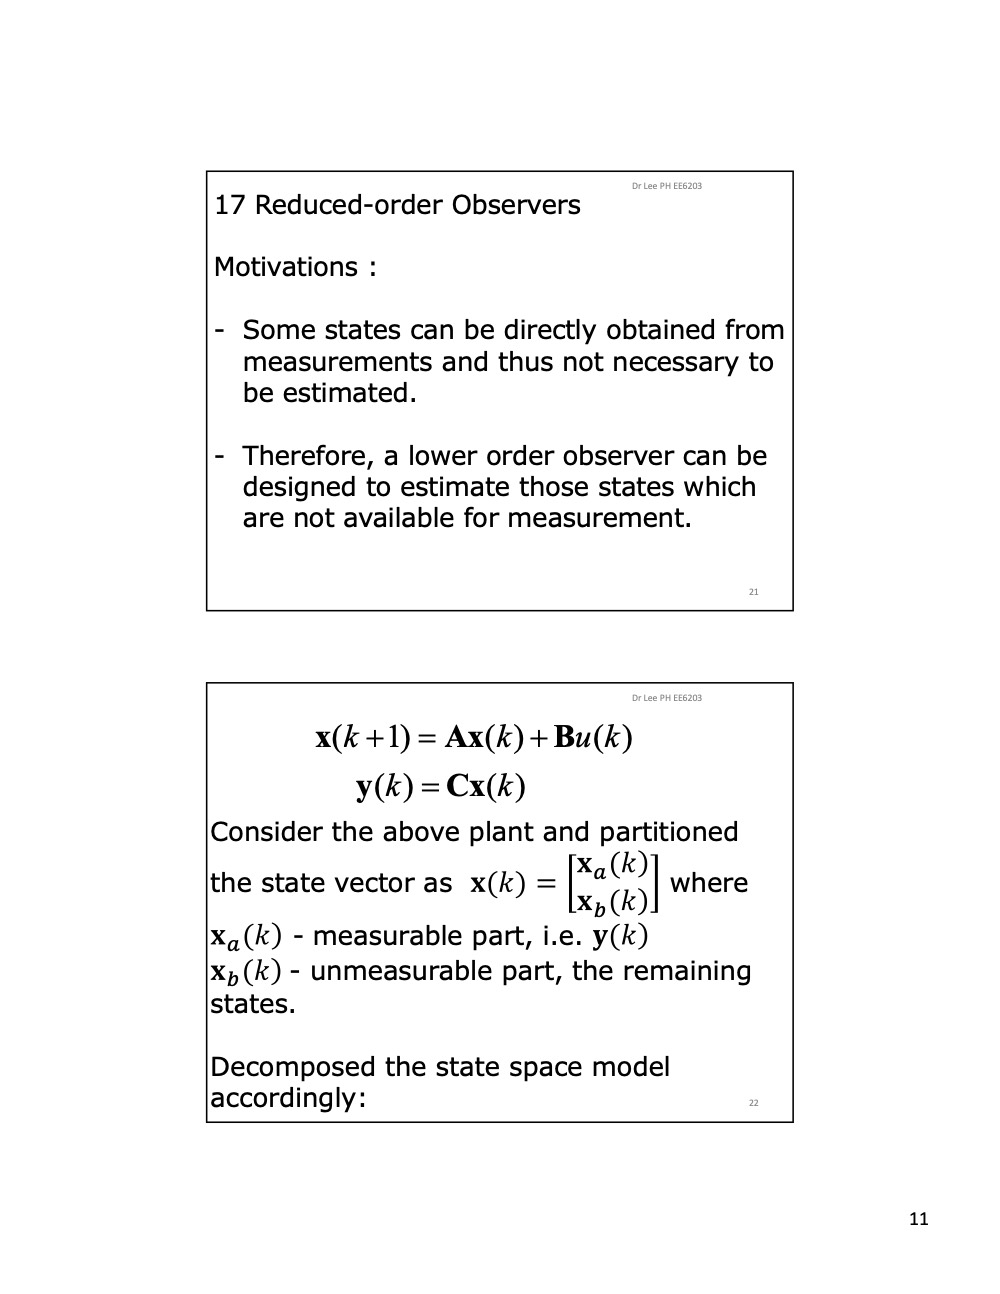 Dr Lee PH EE6203
17 Reduced-order Observers
Motivations :
- Some states can be directly obtained from
measurements and thus not necessary to
be estimated.
- Therefore, a lower order observer can be
designed to estimate those states which
are not available for measurement.
21
Dr Lee PH EE6203
x(k+1) = Ax(k) + Bu(k)
y(k) = Cx(k)
Consider the above plant and partitioned
the state vector as x(k) = [x_a(k) x_b(k)] where
x_a(k) - measurable part, i.e. y(k)
x_b(k) - unmeasurable part, the remaining
states.
Decomposed the state space model
accordingly:
22
11